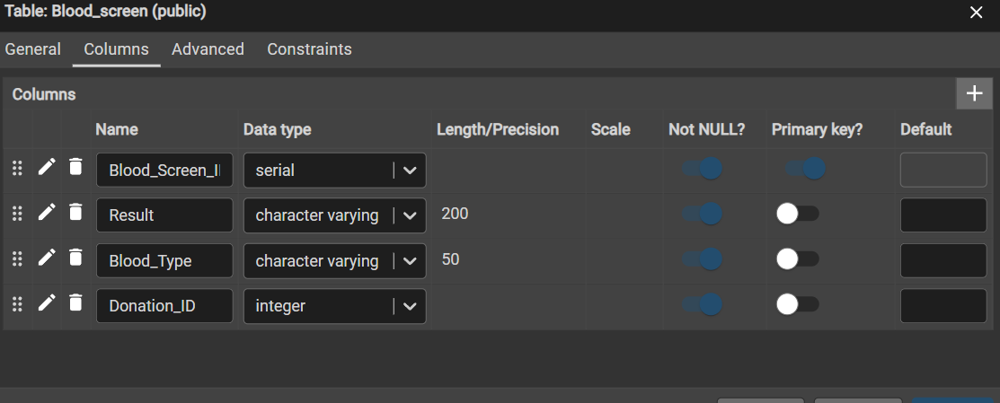 Table: Blood_screen (public)
General Columns Advanced Constraints
Columns
Name Data type Length/Precision Scale Not NULL? Primary key? Default
Blood_Screen_I serial
Result character varying 200
Blood_Type character varying 50
Donation_ID integer